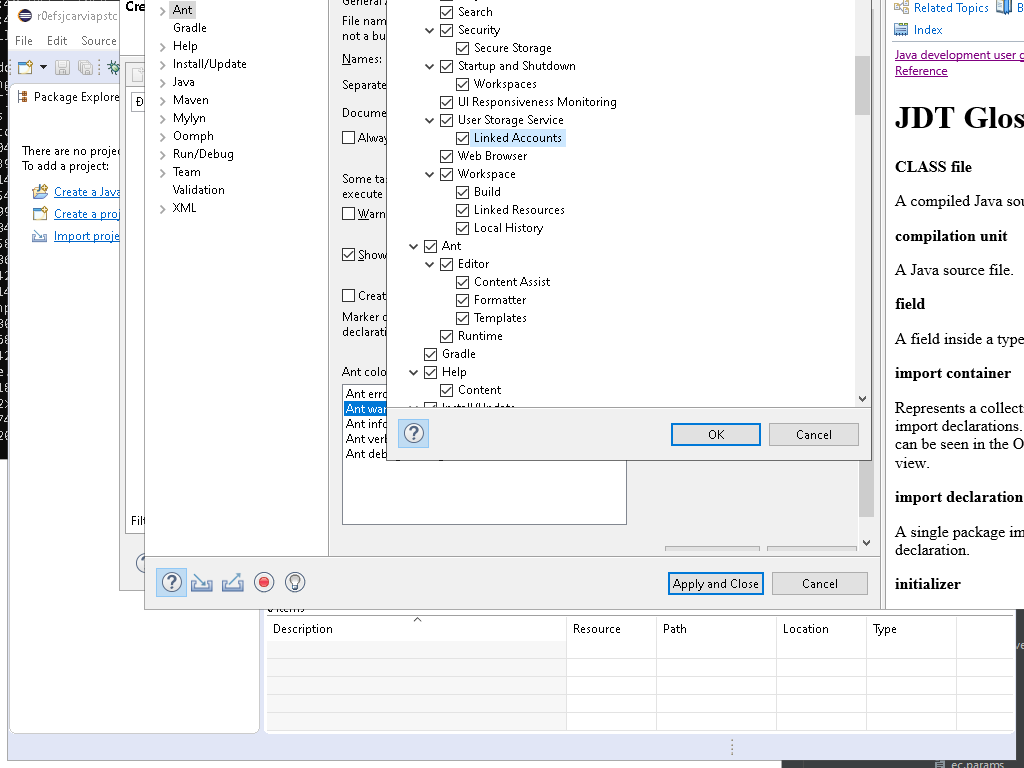 r0efsjcarviapstc
File Edit Source
Package Explore
There are no projec
To add a project:
Create a Java
Create a proj
Import proje
Cre
Filt
Ant
Gradle
Help
Install/Update
Java
Maven
Mylyn
Oomph
Run/Debug
Team
Validation
XML
File nam
not a bu
Names:
Separate
Docume
Alway
Some tas
execute
Warn
Show
Creat
Marker c
declarati
Ant colo
Ant erro
Ant war
Ant info
Ant verb
Ant deb
Apply and Close
Cancel
Search
Security
Secure Storage
Startup and Shutdown
Workspaces
UI Responsiveness Monitoring
User Storage Service
Linked Accounts
Web Browser
Workspace
Build
Linked Resources
Local History
Ant
Editor
Content Assist
Formatter
Templates
Runtime
Gradle
Help
Content
Install/Update
OK
Cancel
Related Topics B
Index
Java development user g
Reference
JDT Glos
CLASS file
A compiled Java sou
compilation unit
A Java source file.
field
A field inside a type
import container
Represents a collect
import declarations.
can be seen in the O
view.
import declaration
A single package im
declaration.
initializer
items
Description Resource Path Location Type
ec.params